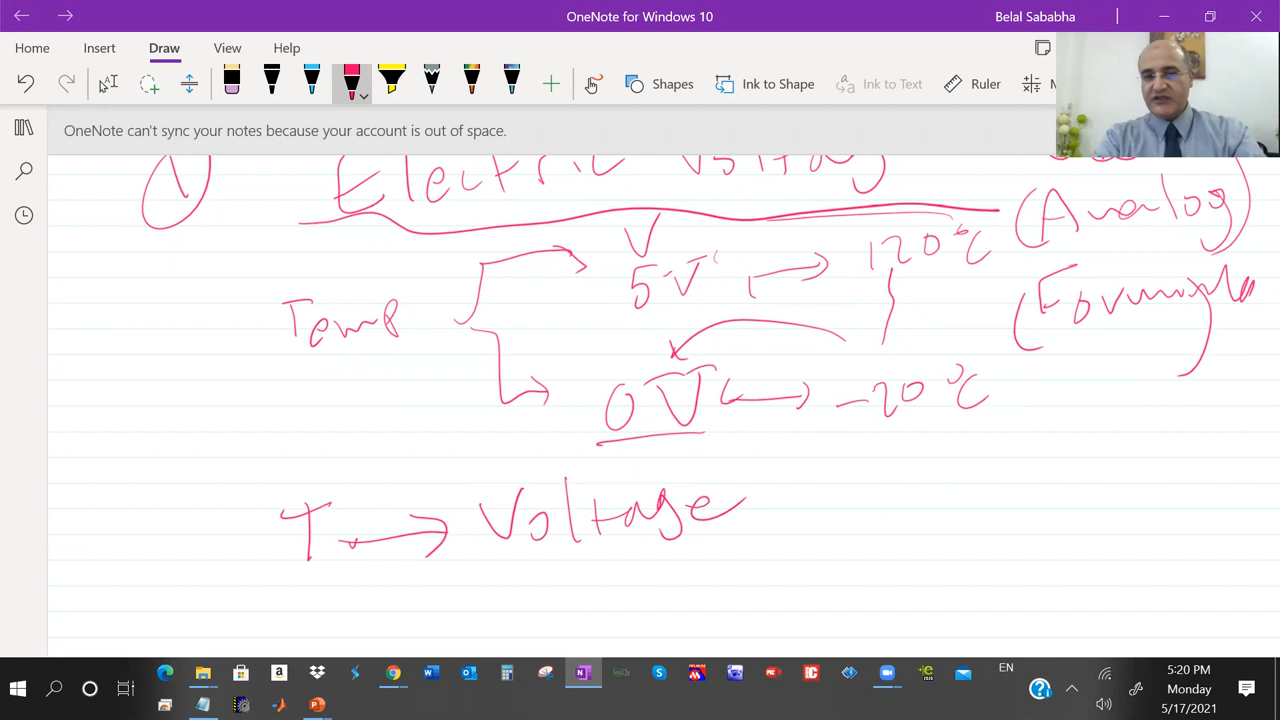 OneNote for Windows 10
Belal Sababha
Home Insert Draw View Help
Shapes Ink to Shape Ink to Text Ruler M
OneNote can't sync your notes because your account is out of space.
1 Electric Voltag
(Analog)
V
5 V 120 °C
Temp
0 V -20 °C
T Voltage
EN
5:20 PM
Monday
5/17/2021